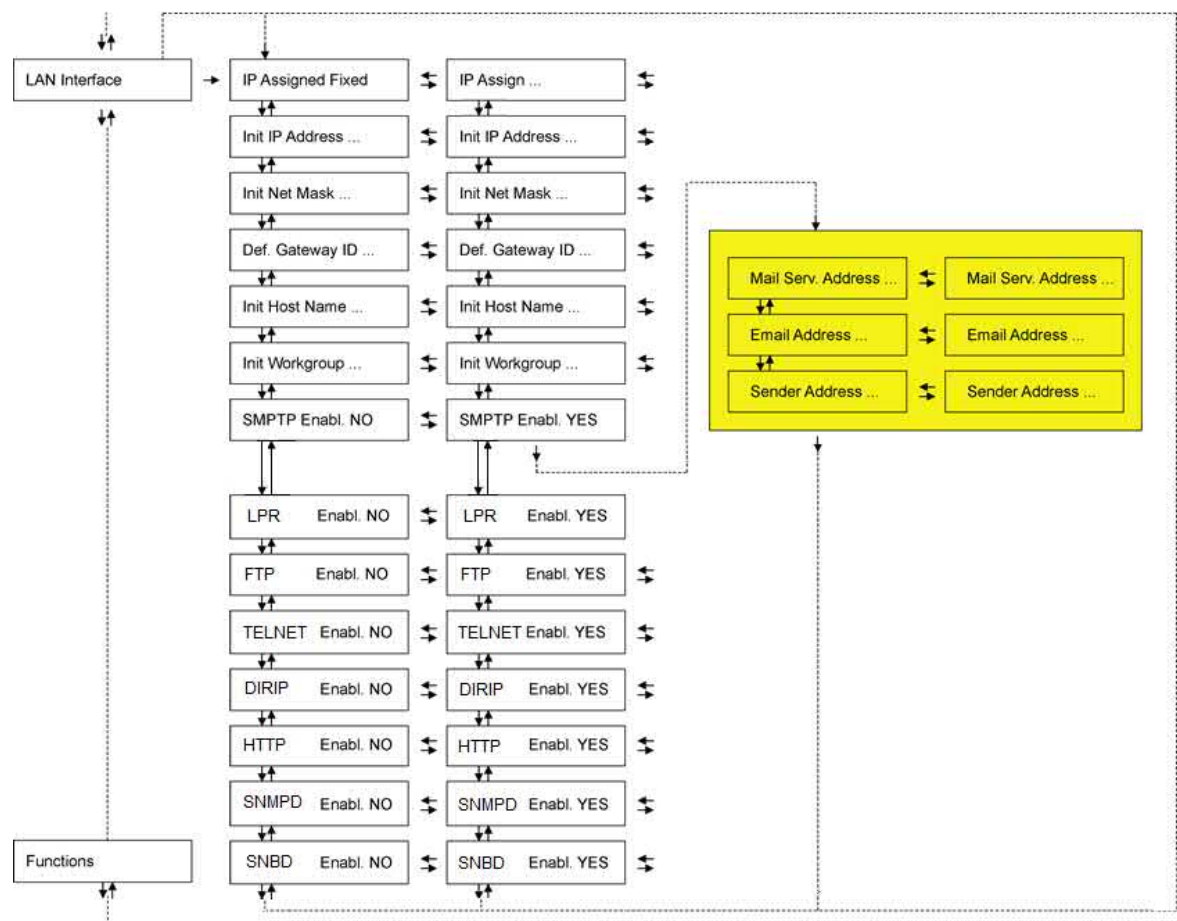 LAN Interface
IP Assigned Fixed
IP Assign ...
Init IP Address ...
Init IP Address ...
Init Net Mask ...
Init Net Mask ...
Def. Gateway ID ...
Def. Gateway ID ...
Mail Serv. Address ...
Mail Serv. Address ...
Init Host Name ...
Init Host Name ...
Email Address ...
Email Address ...
Init Workgroup ...
Init Workgroup ...
Sender Address ...
Sender Address ...
SMPTP Enabl. NO
SMPTP Enabl. YES
LPR Enabl. NO
LPR Enabl. YES
FTP Enabl. NO
FTP Enabl. YES
TELNET Enabl. NO
TELNET Enabl. YES
DIRIP Enabl. NO
DIRIP Enabl. YES
HTTP Enabl. NO
HTTP Enabl. YES
SNMPD Enabl. NO
SNMPD Enabl. YES
Functions
SNBD Enabl. NO
SNBD Enabl. YES